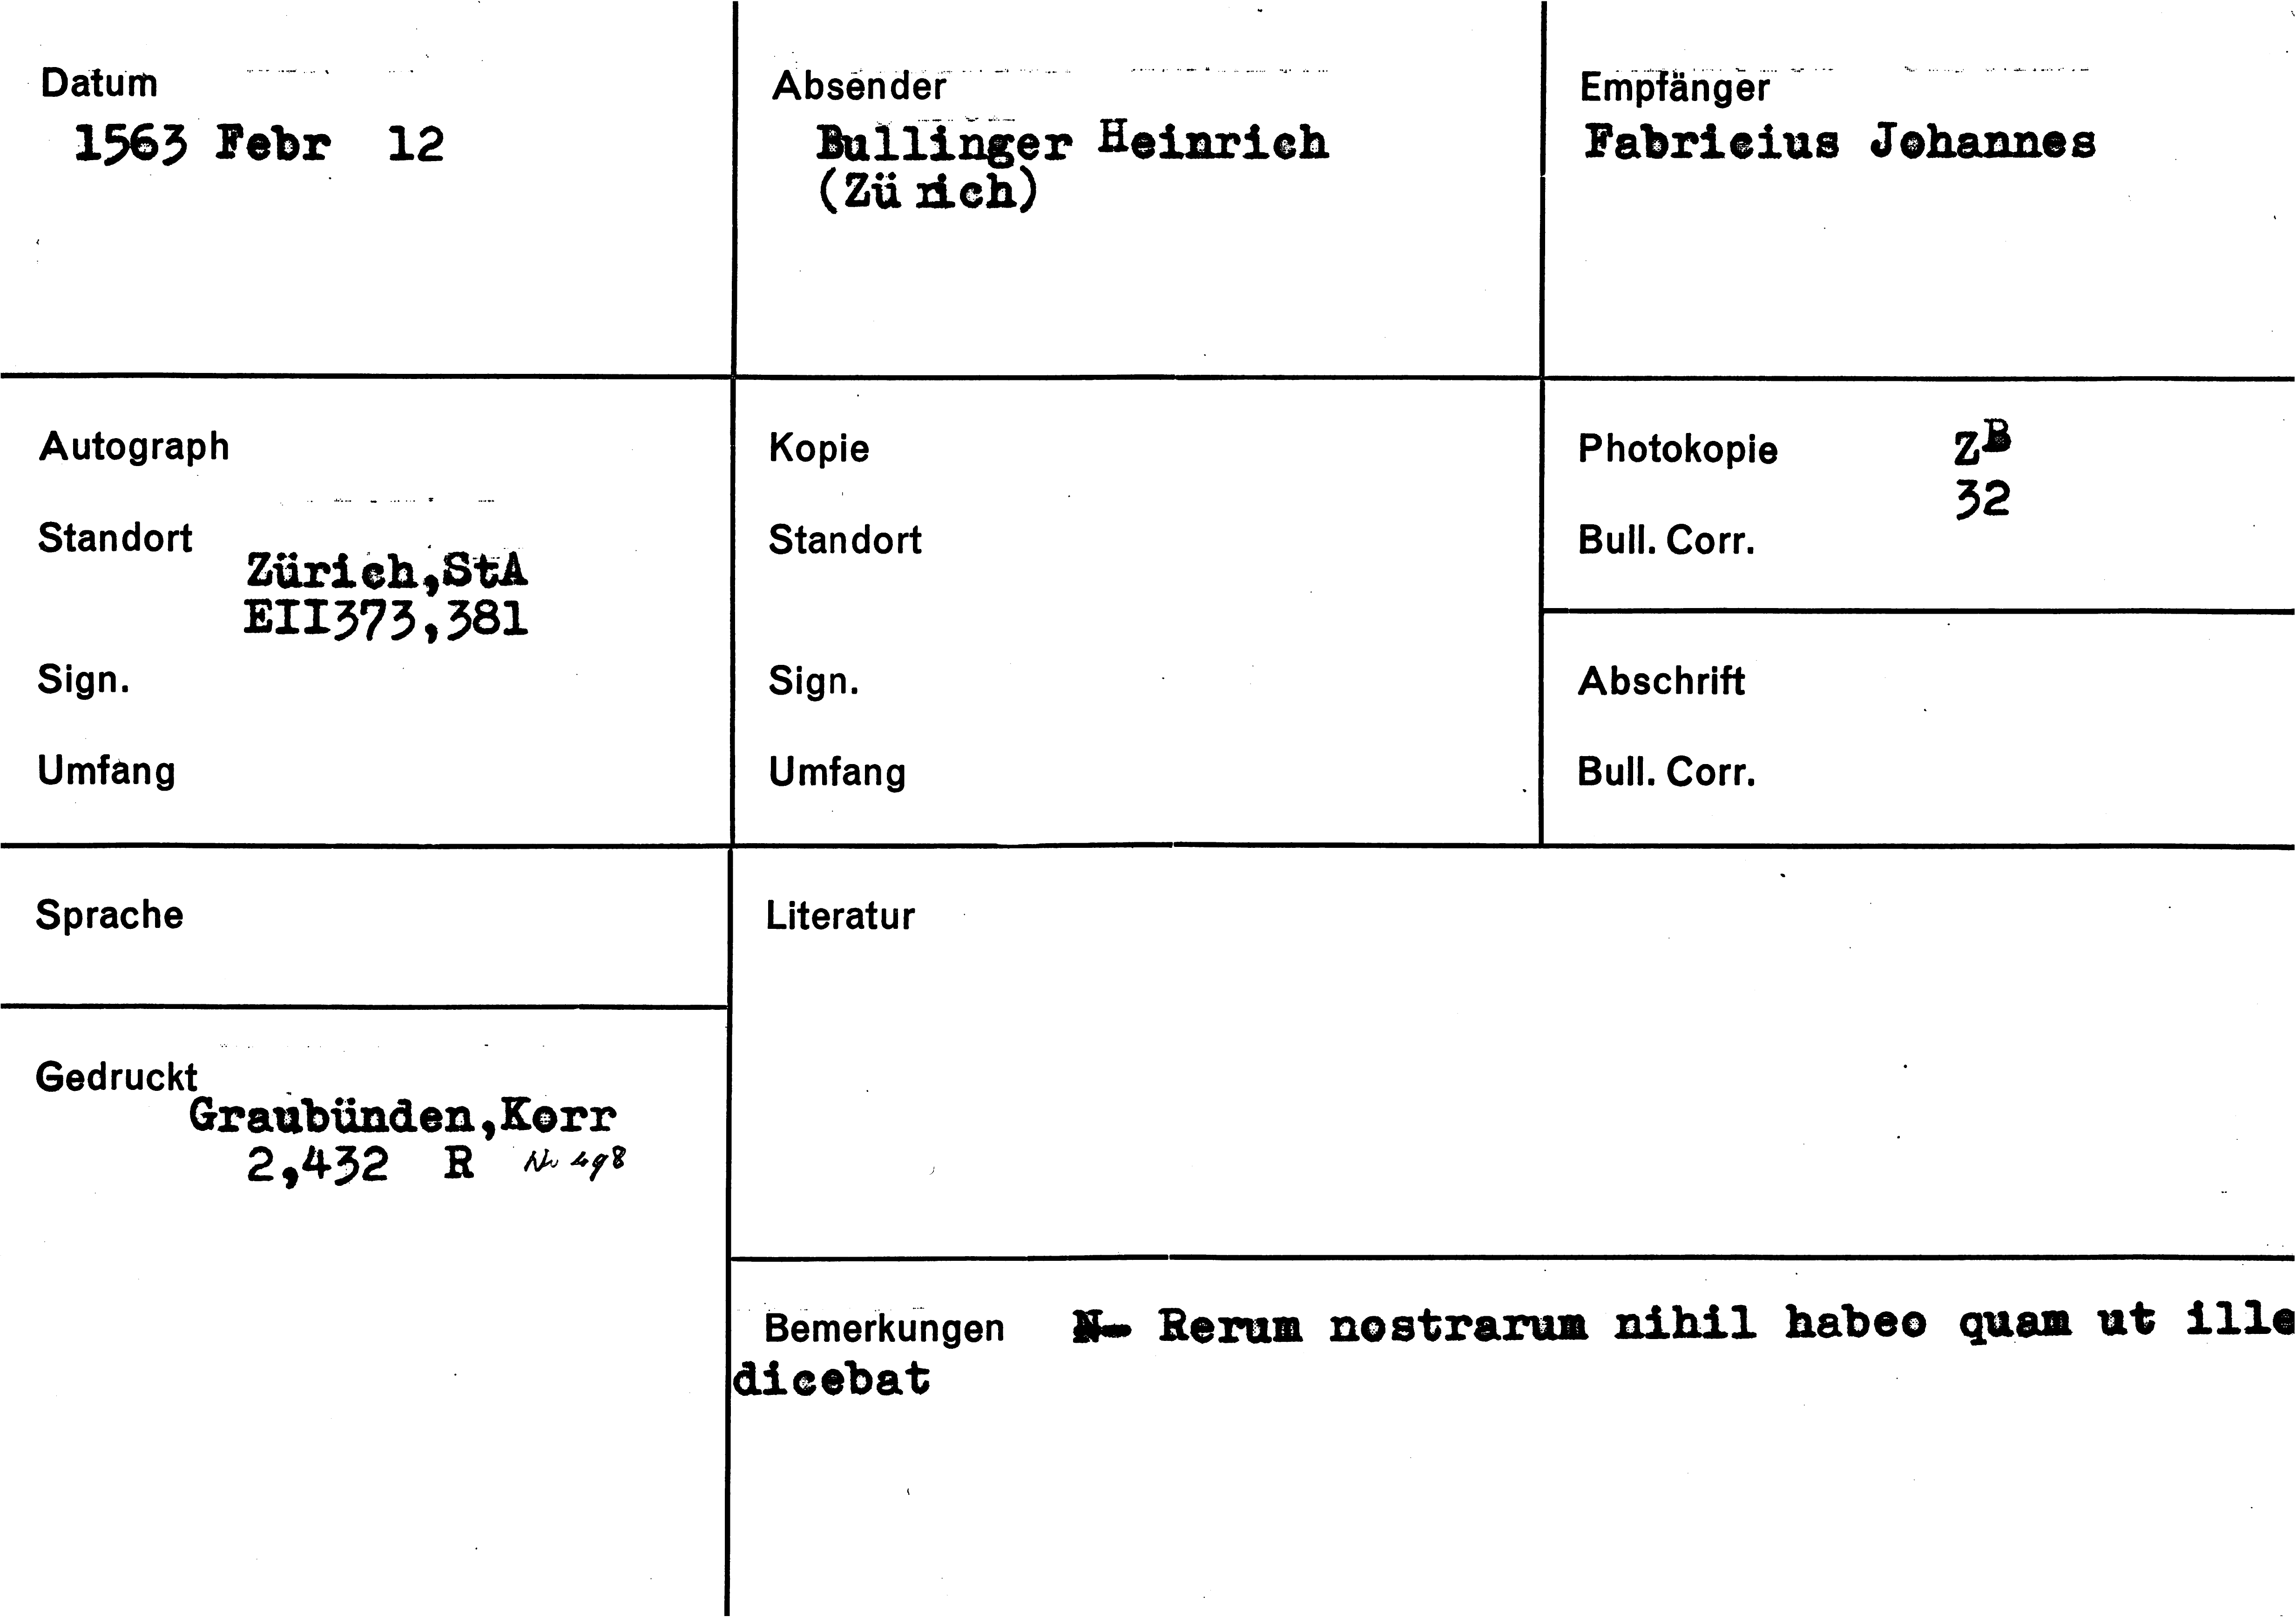 Datum
1563 Febr 12
Absender
Bullinger Heinrich
(Zürich)
Empfänger
Fabricius Johannes
Autograph
Standort
Zürich,StA
EII373,381
Sign.
Umfang
Kopie
Standort
Sign.
Umfang
Photokopie ZB
32
Bull. Corr.
Abschrift
Bull. Corr.
Sprache
Gedruckt
Graubünden,Korr
2,432 R Nr 498
Literatur
Bemerkungen N- Rerum nostrarum nihil habeo quam ut ille
dicebat